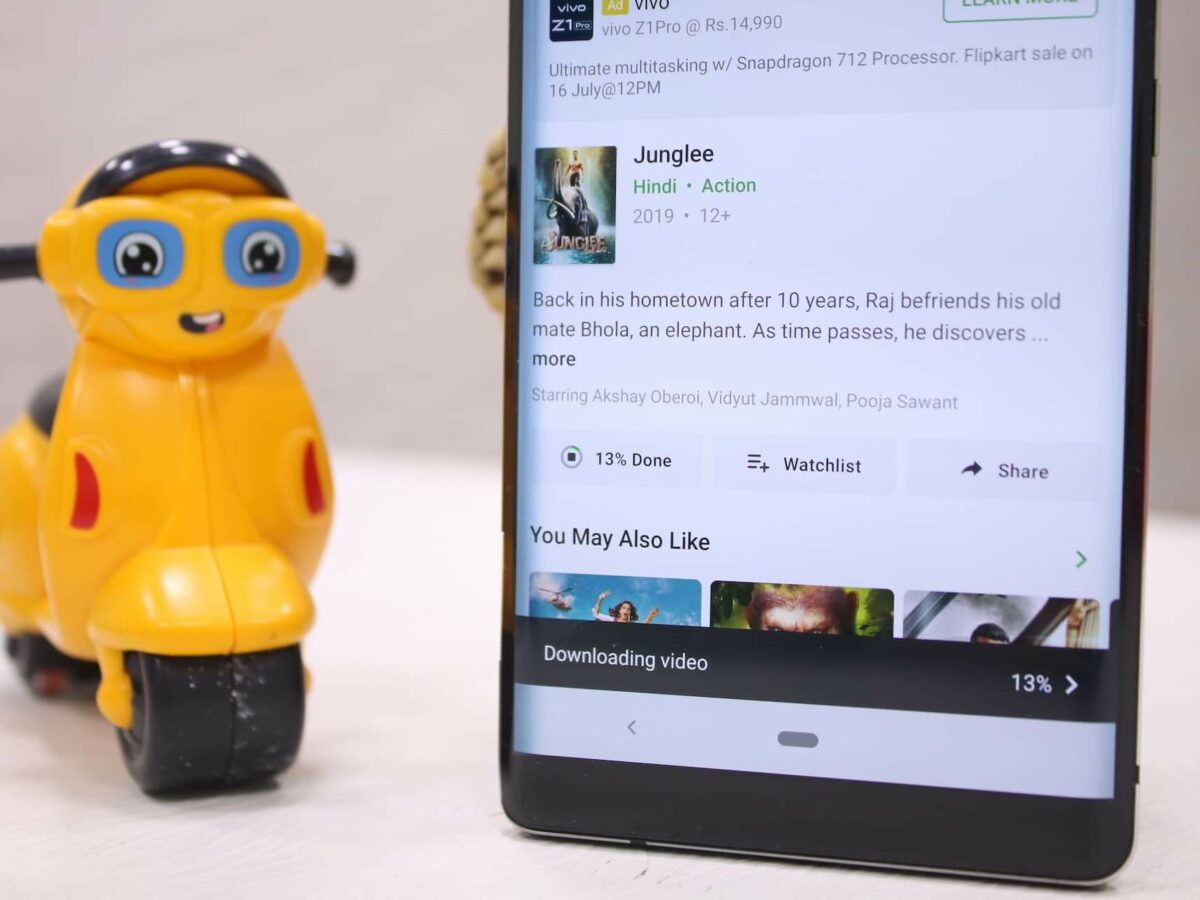 vivo
Z1Pro
Ad vivo
LEARN MORE
vivo Z1Pro @ Rs.14,990
Ultimate multitasking w/ Snapdragon 712 Processor. Flipkart sale on
16 July@12PM
JUNGLEE
Junglee
Hindi • Action
2019 • 12+
Back in his hometown after 10 years, Raj befriends his old
mate Bhola, an elephant. As time passes, he discovers ...
more
Starring Akshay Oberoi, Vidyut Jammwal, Pooja Sawant
13% Done
Watchlist
Share
You May Also Like
Downloading video
13%